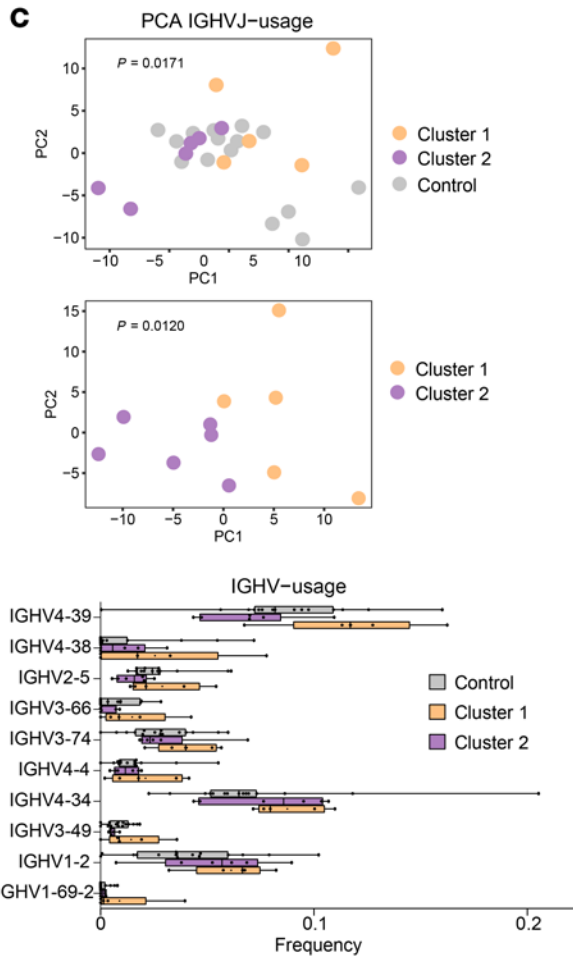 c
PCA IGHVJ-usage
P = 0.0171
10
5
0
−5
−10
PC2
−10 −5 0 5 10
PC1
Cluster 1
Cluster 2
Control
P = 0.0120
15
10
5
0
−5
PC2
−10 −5 0 5 10
PC1
Cluster 1
Cluster 2
IGHV−usage
IGHV4-39
IGHV4-38
IGHV2-5
IGHV3-66
IGHV3-74
IGHV4-4
IGHV4-34
IGHV3-49
IGHV1-2
GHV1-69-2
Control
Cluster 1
Cluster 2
0 0.1 0.2
Frequency